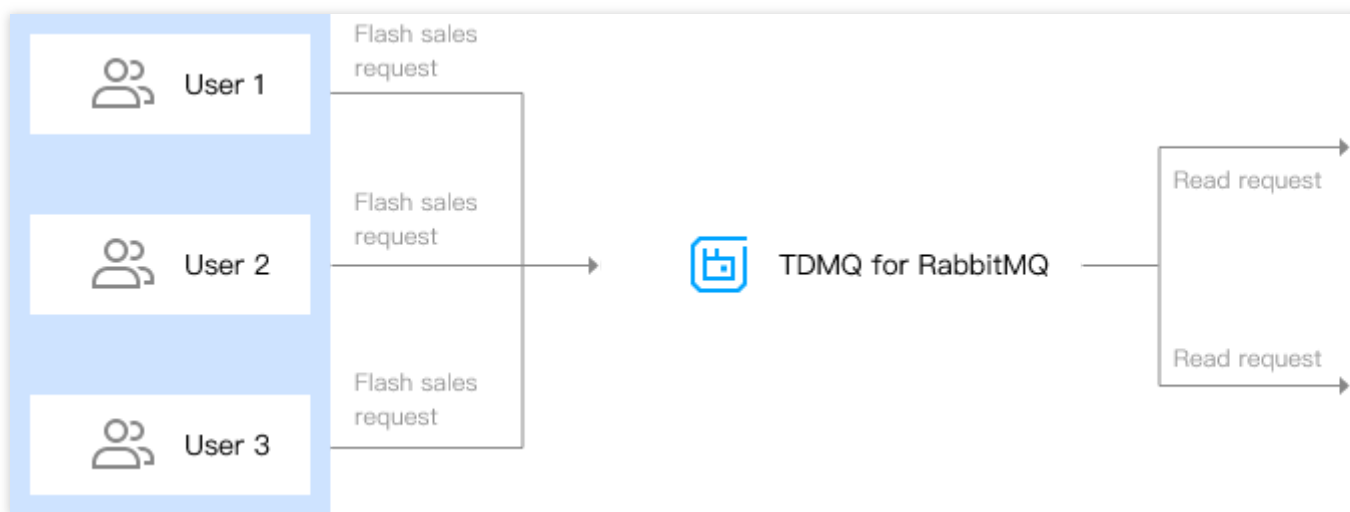 Flash sales
request
User 1
Read request
Flash sales
request
User 2
TDMQ for RabbitMQ
Read request
Flash sales
request
User 3